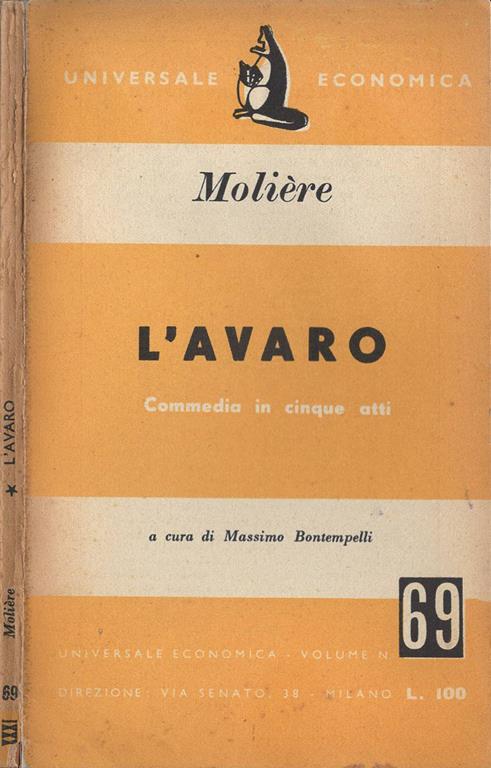 UNIVERSALE ECONOMICA
Molière
L'AVARO
Commedia in cinque atti
a cura di Massimo Bontempelli
69
UNIVERSALE ECONOMICA - VOLUME N.
DIREZIONE: VIA SENATO, 38 - MILANO L. 100
L'AVARO
★
Molière
69
XXXI